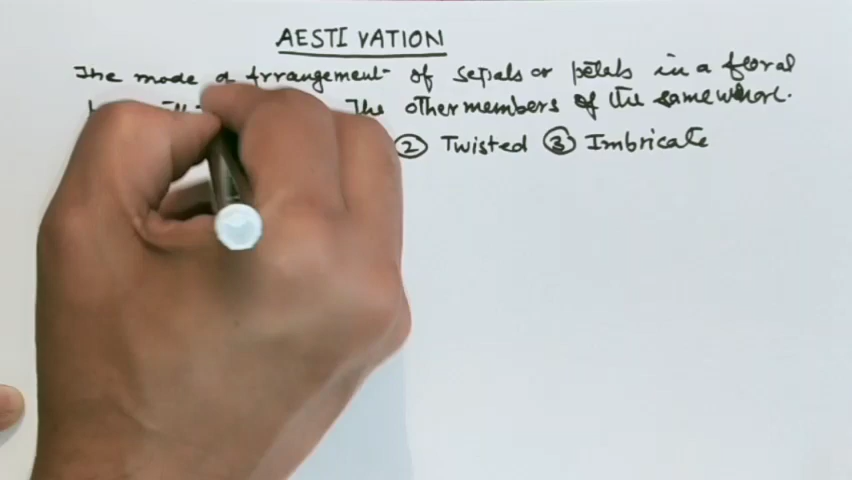 AESTIVATION
The mode of Arrangement of sepals or petals in a floral
The other members of the same whorl.
② Twisted ③ Imbricate